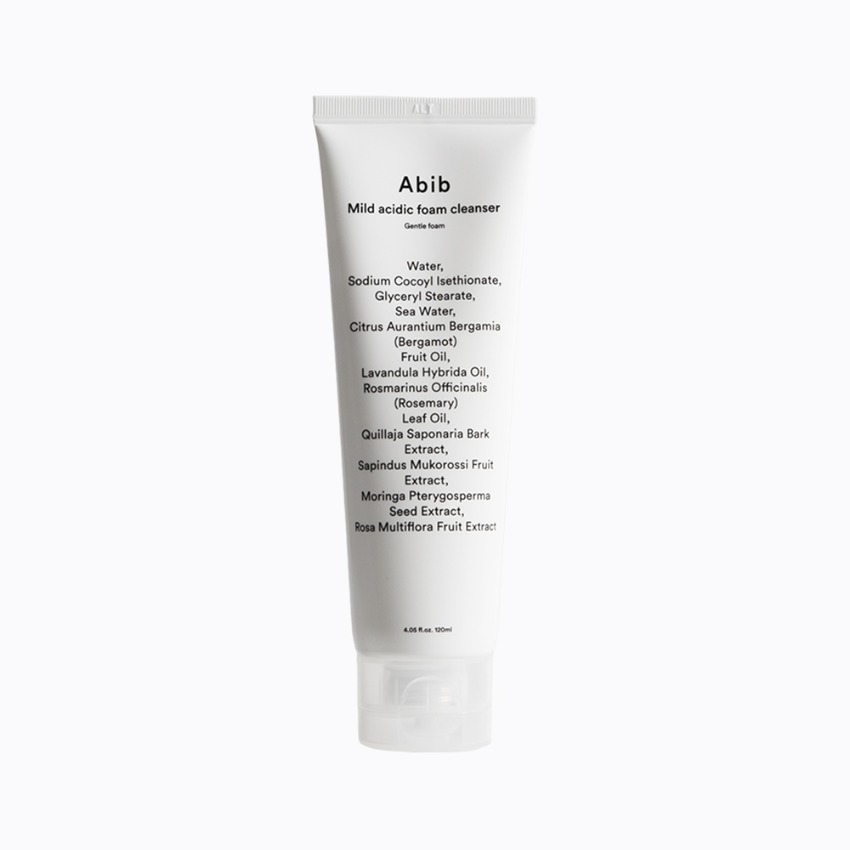 Abib
Mild acidic foam cleanser
Gentle foam
Water,
Sodium Cocoyl Isethionate,
Glyceryl Stearate,
Sea Water,
Citrus Aurantium Bergamia
(Bergamot)
Fruit Oil,
Lavandula Hybrida Oil,
Rosmarinus Officinalis
(Rosemary)
Leaf Oil,
Quillaja Saponaria Bark
Extract,
Sapindus Mukorossi Fruit
Extract,
Moringa Pterygosperma
Seed Extract,
Rosa Multiflora Fruit Extract
4.05 fl.oz. 120ml